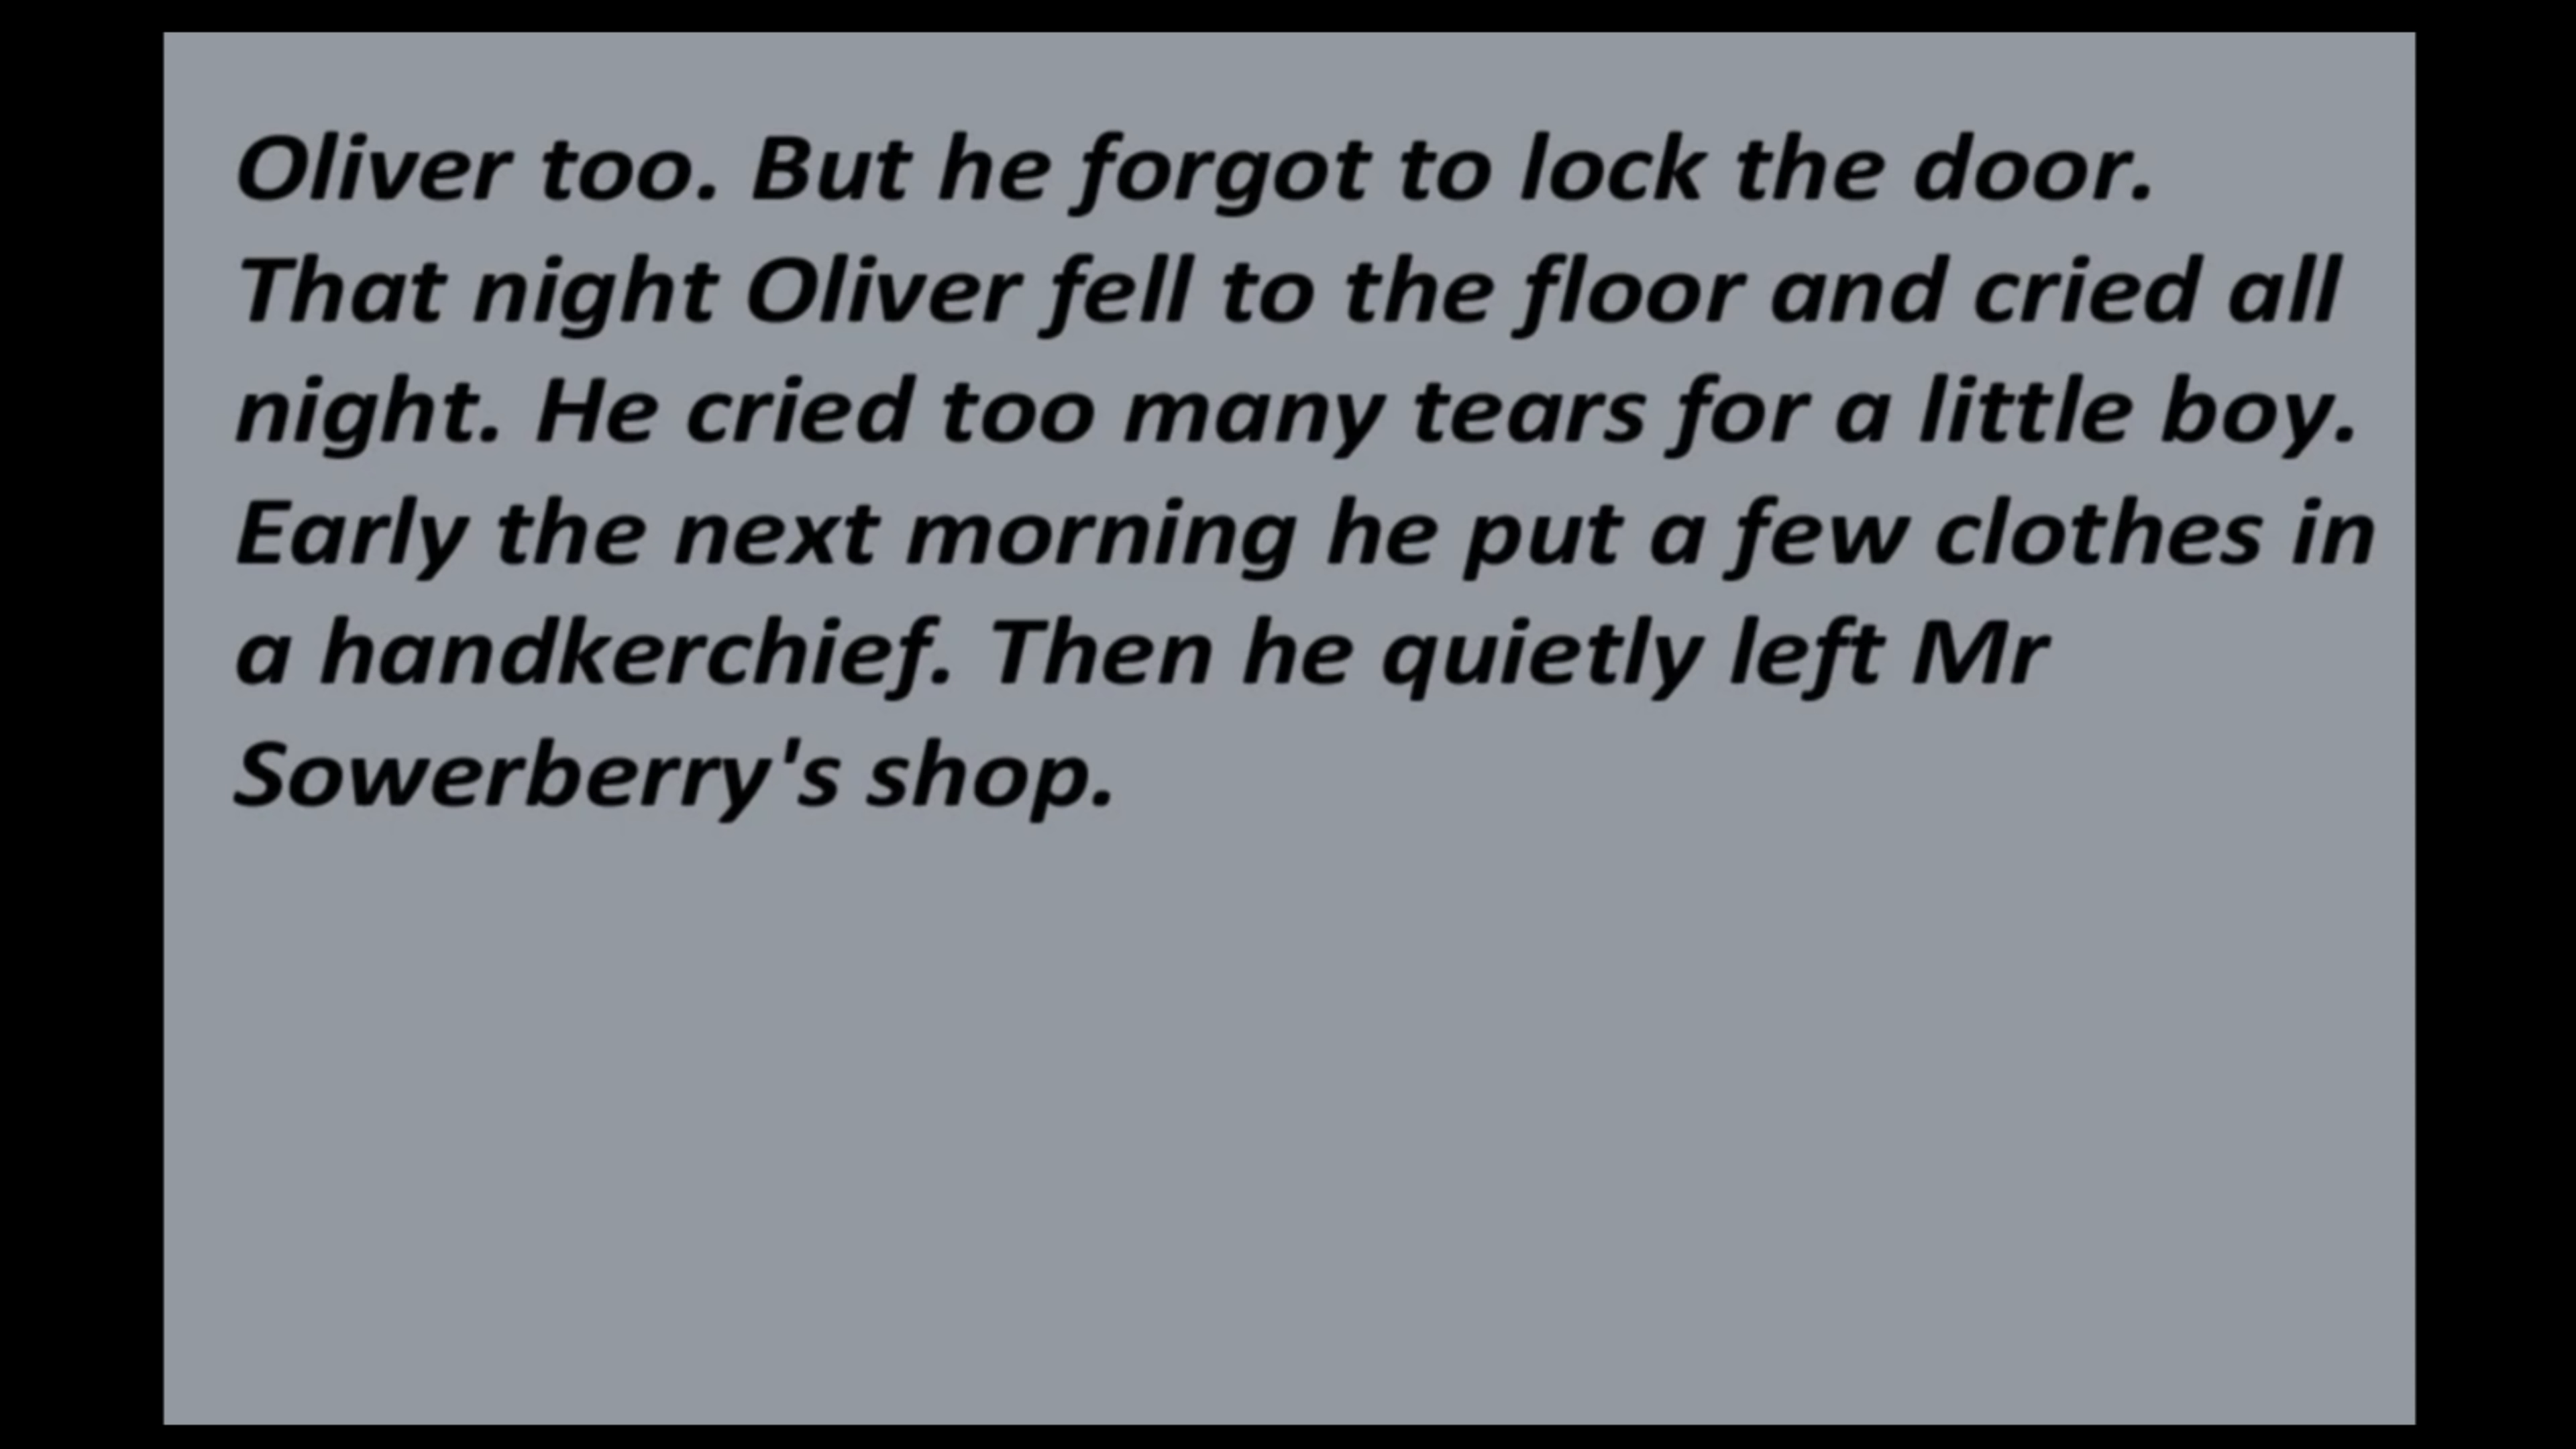 Oliver too. But he forgot to lock the door.
That night Oliver fell to the floor and cried all
night. He cried too many tears for a little boy.
Early the next morning he put a few clothes in
a handkerchief. Then he quietly left Mr
Sowerberry's shop.